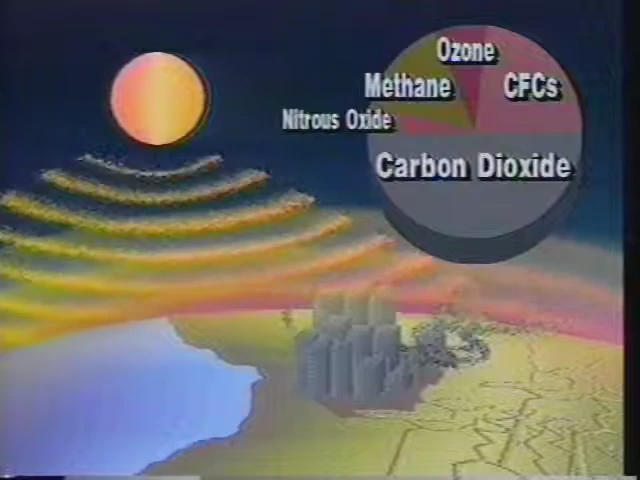 Ozone
Methane
CFCs
Nitrous Oxide
Carbon Dioxide